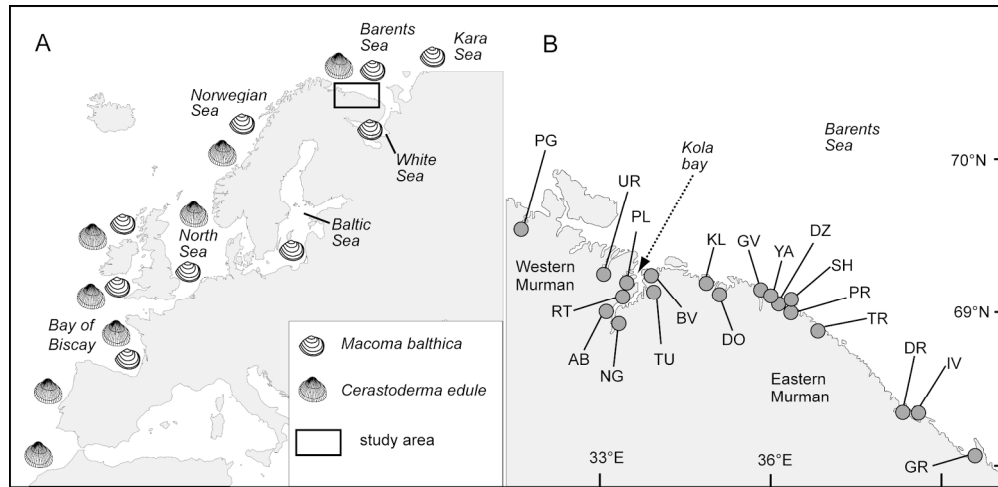 A
Barents
Sea
Kara
Sea
Norwegian
Sea
White
Sea
Baltic
Sea
North
Sea
Bay of
Biscay
Macoma balthica
Cerastoderma edule
study area
B
Barents
Sea
Kola
bay
70°N
PG
UR
PL
KL
GV
YA
DZ
SH
PR
69°N
Western
Murman
RT
BV
TR
AB
NG
TU
DO
DR
IV
Eastern
Murman
GR
33°E
36°E